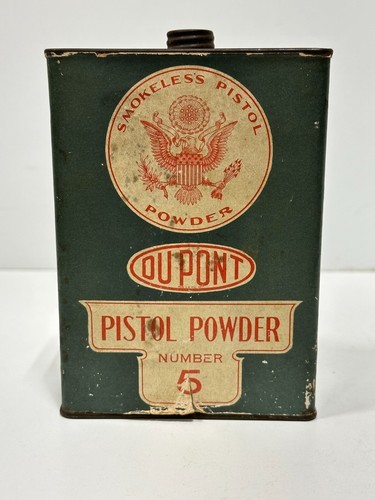 SMOKELESS PISTOL
POWDER
DU PONT
PISTOL POWDER
NUMBER
5